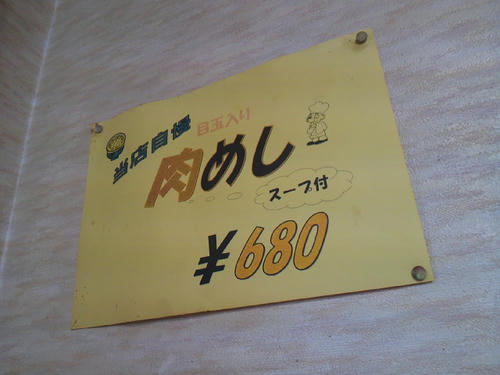 当店自慢
目玉入り
肉めし
スープ付
¥680